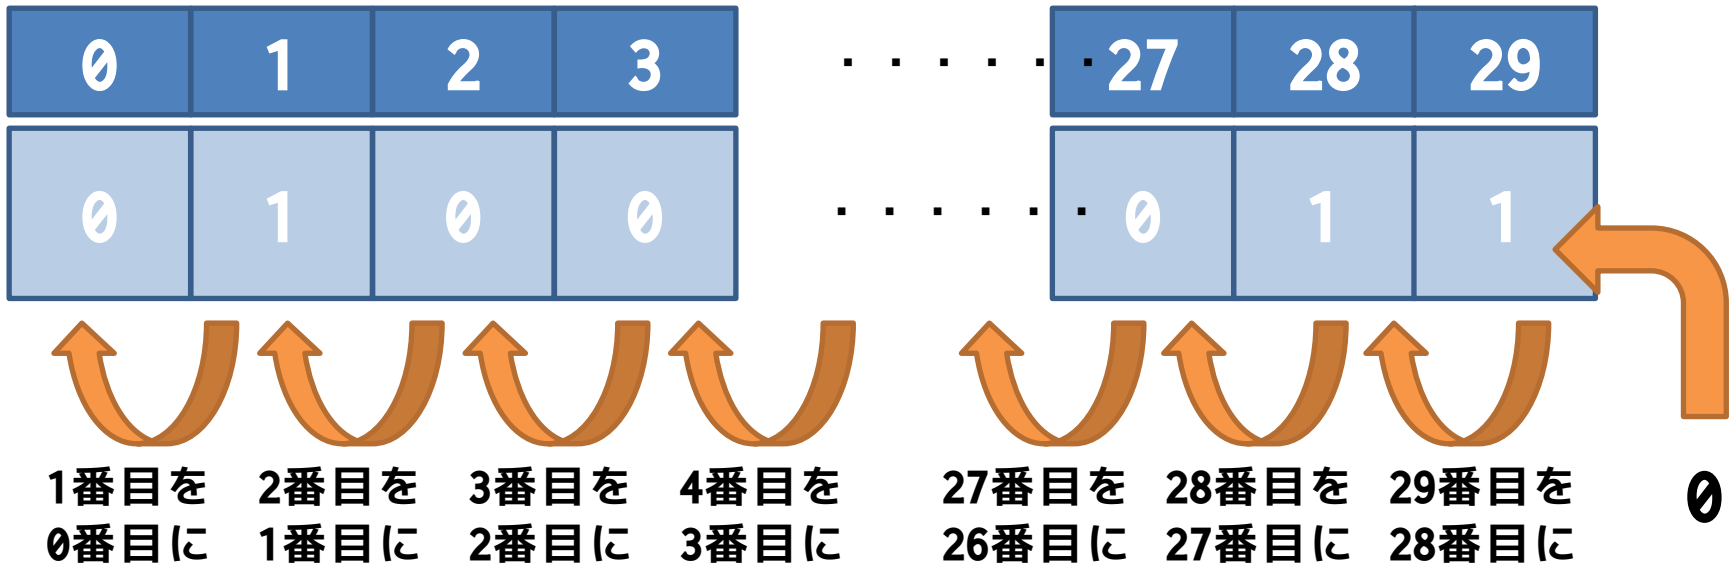 0 1 2 3 ・・・・・・ 27 28 29
0 1 0 0 ・・・・・・ 0 1 1
1番目を 2番目を 3番目を 4番目を 27番目を 28番目を 29番目を 0
0番目に 1番目に 2番目に 3番目に 26番目に 27番目に 28番目に